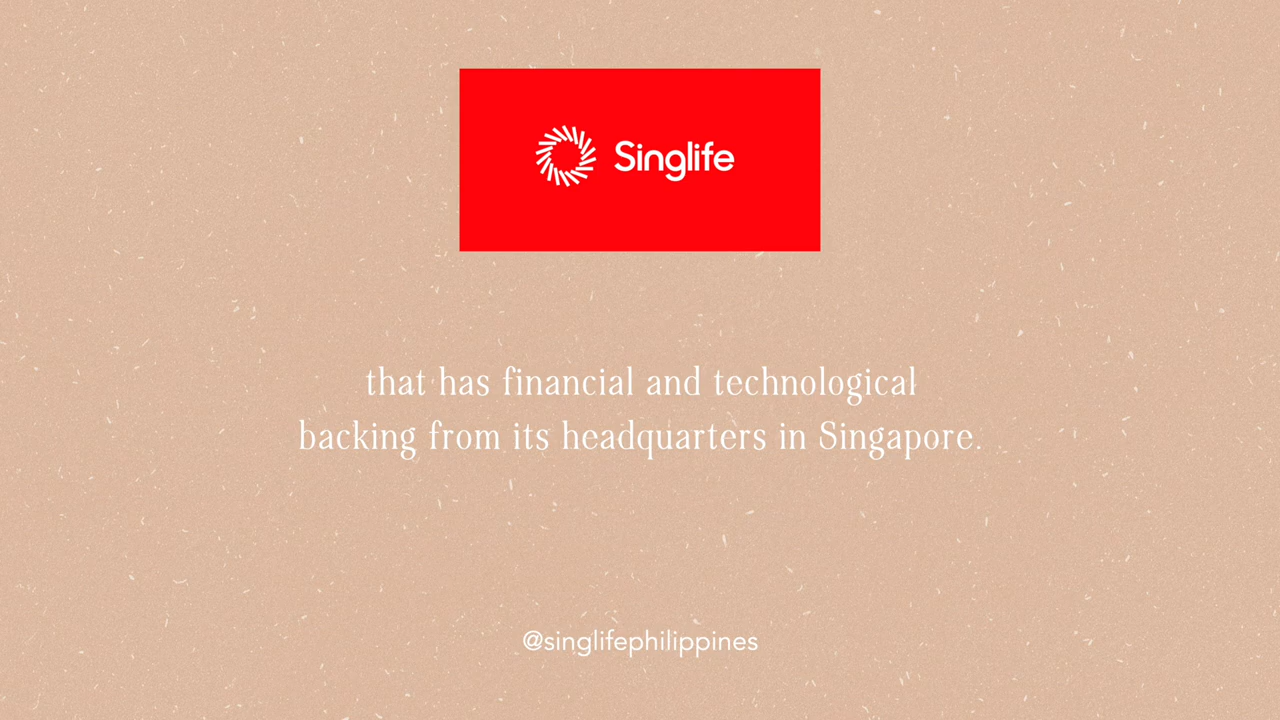 Singlife
that has financial and technological
backing from its headquarters in Singapore.
@singlifephilippines